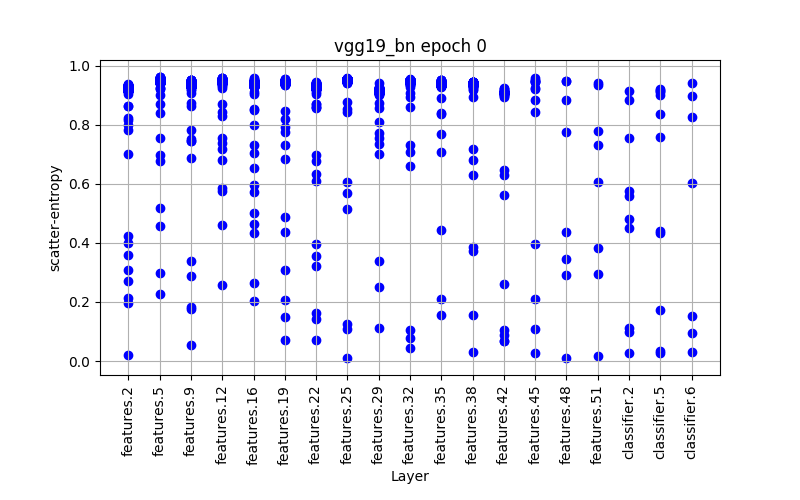 vgg19_bn epoch 0
scatter-entropy
1.0
0.8
0.6
0.4
0.2
0.0
features.2
features.5
features.9
features.12
features.16
features.19
features.22
features.25
features.29
features.32
features.35
features.38
features.42
features.45
features.48
features.51
classifier.2
classifier.5
classifier.6
Layer